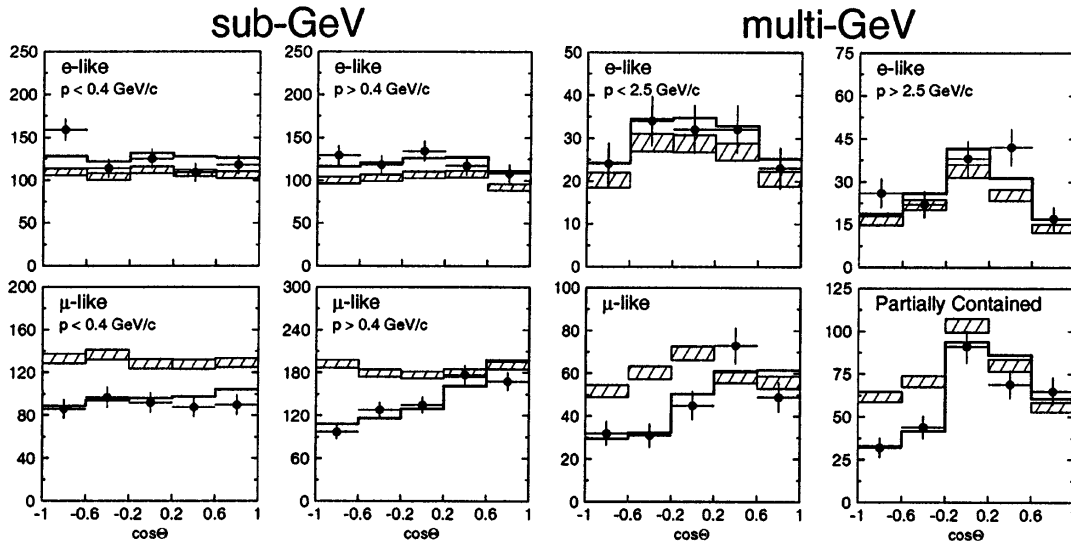 sub-GeV
multi-GeV
250
200
150
100
50
0
e-like
p < 0.4 GeV/c
250
200
150
100
50
0
e-like
p > 0.4 GeV/c
50
40
30
20
10
0
e-like
p < 2.5 GeV/c
75
60
45
30
15
0
e-like
p > 2.5 GeV/c
200
160
120
80
40
0
μ-like
p < 0.4 GeV/c
-1 -0.6 -0.2 0.2 0.6 1
cosΘ
300
240
180
120
60
0
μ-like
p > 0.4 GeV/c
-1 -0.6 -0.2 0.2 0.6 1
cosΘ
100
80
60
40
20
0
μ-like
-1 -0.6 -0.2 0.2 0.6 1
cosΘ
125
100
75
50
25
0
Partially Contained
-1 -0.6 -0.2 0.2 0.6 1
cosΘ